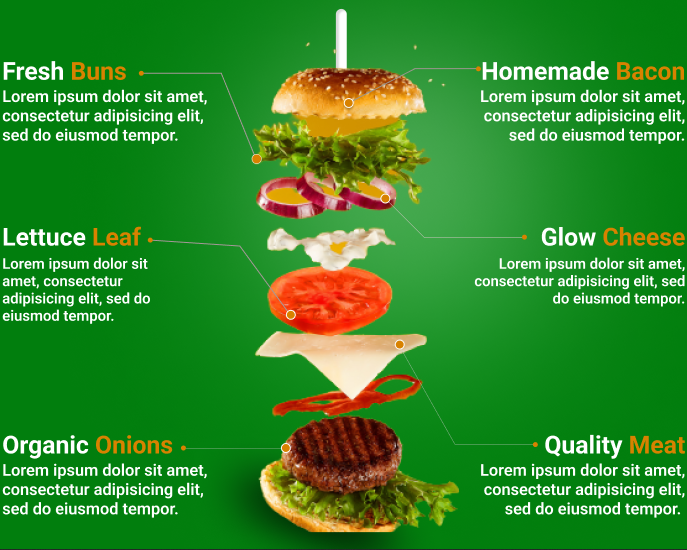 Fresh Buns
Lorem ipsum dolor sit amet,
consectetur adipisicing elit,
sed do eiusmod tempor.
Homemade Bacon
Lorem ipsum dolor sit amet,
consectetur adipisicing elit,
sed do eiusmod tempor.
Lettuce Leaf
Lorem ipsum dolor sit
amet, consectetur
adipisicing elit, sed do
eiusmod tempor.
Glow Cheese
Lorem ipsum dolor sit amet,
consectetur adipisicing elit, sed
do eiusmod tempor.
Organic Onions
Lorem ipsum dolor sit amet,
consectetur adipisicing elit,
sed do eiusmod tempor.
Quality Meat
Lorem ipsum dolor sit amet,
consectetur adipisicing elit,
sed do eiusmod tempor.